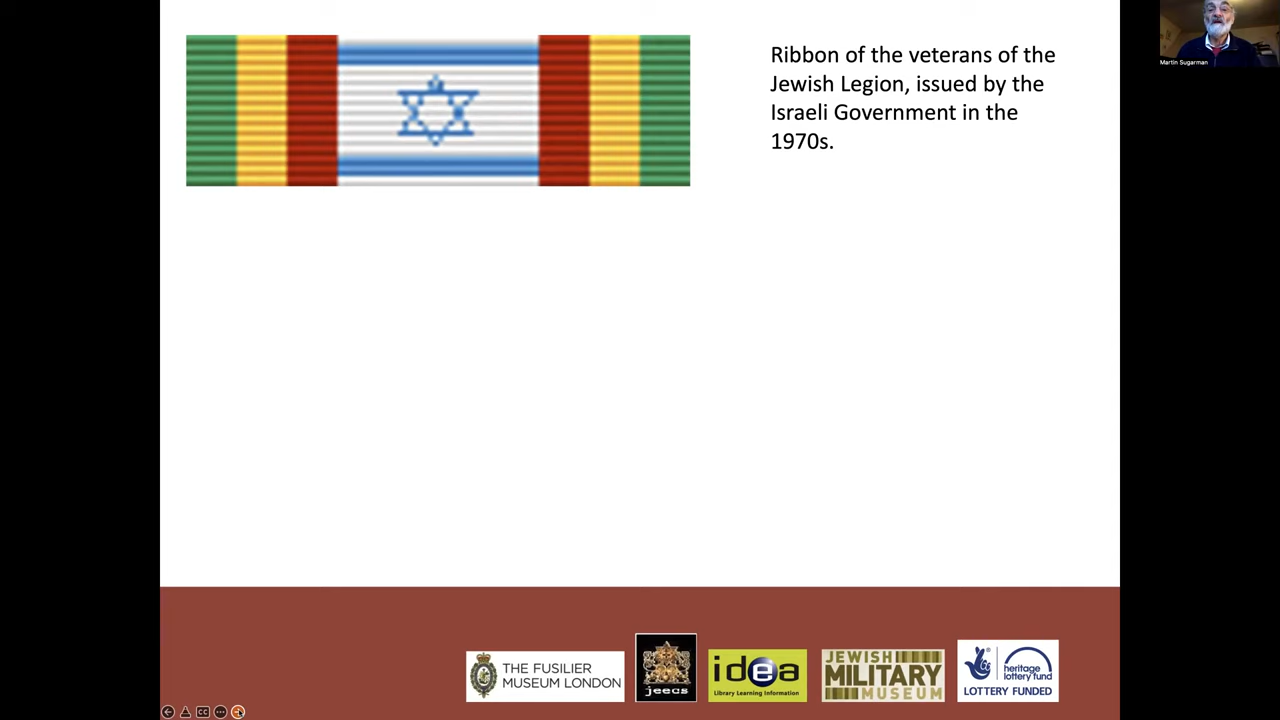 Ribbon of the veterans of the
Jewish Legion, issued by the
Israeli Government in the
1970s.
Martin Sugarman
THE FUSILIER
MUSEUM LONDON
jeecs
idea
Library Learning Information
JEWISH
MILITARY
MUSEUM
heritage
lottery fund
LOTTERY FUNDED
CC